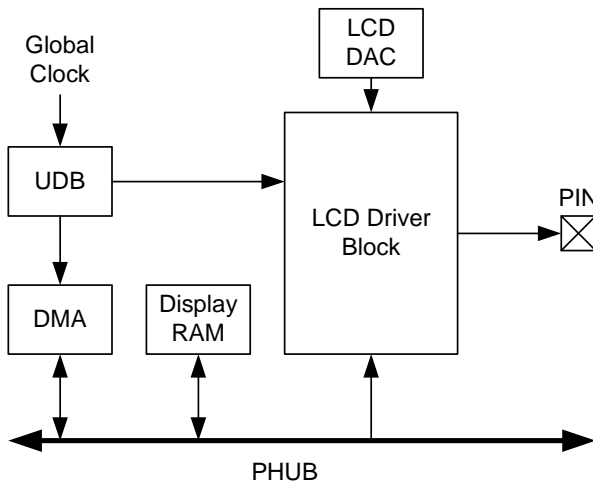 LCD
DAC
Global
Clock
UDB
LCD Driver
Block
PIN
DMA
Display
RAM
PHUB